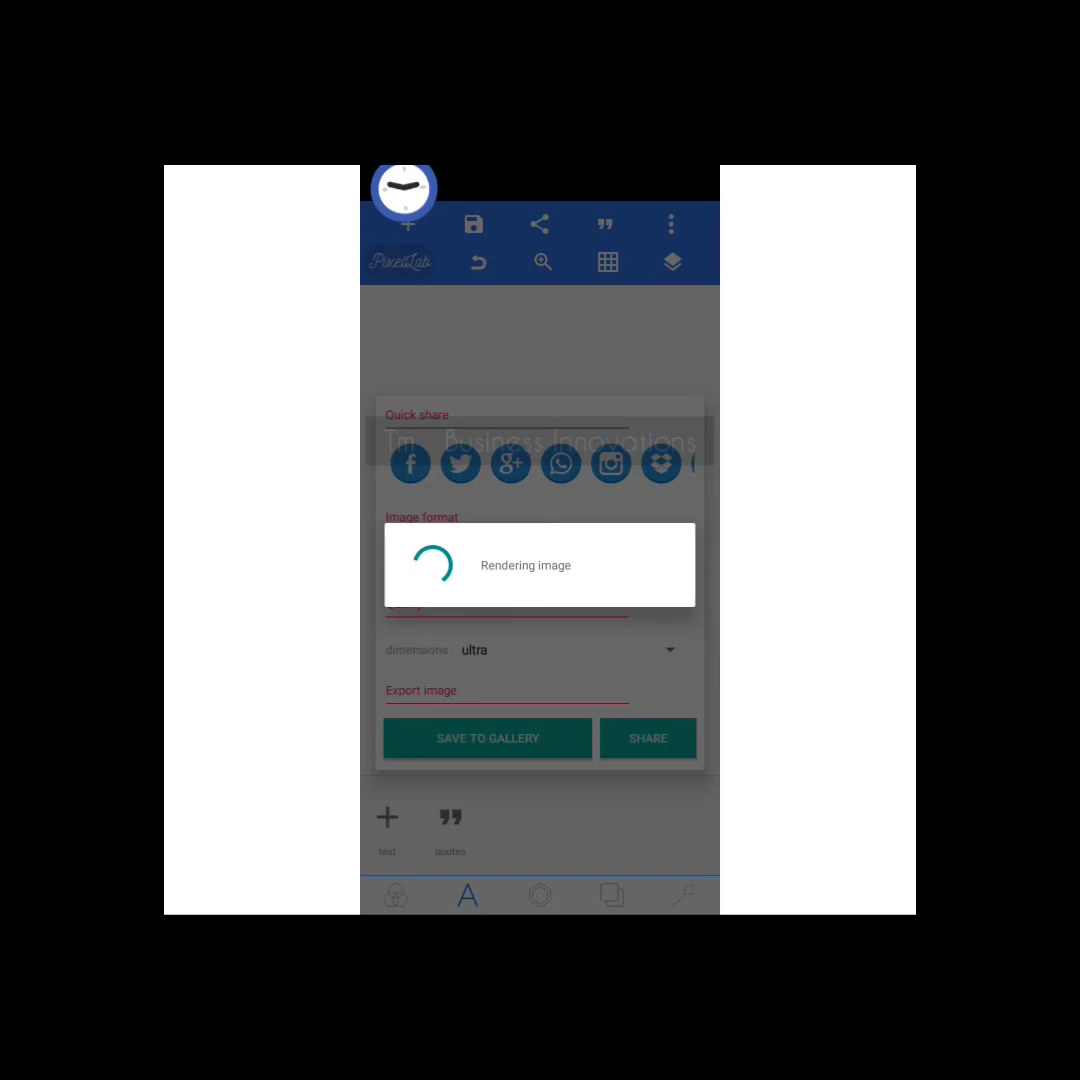 PixelLab
Quick share
Tm Business Innovations
Image format
Rendering image
dimensions : ultra
Export image
SAVE TO GALLERY
SHARE
text
quotes